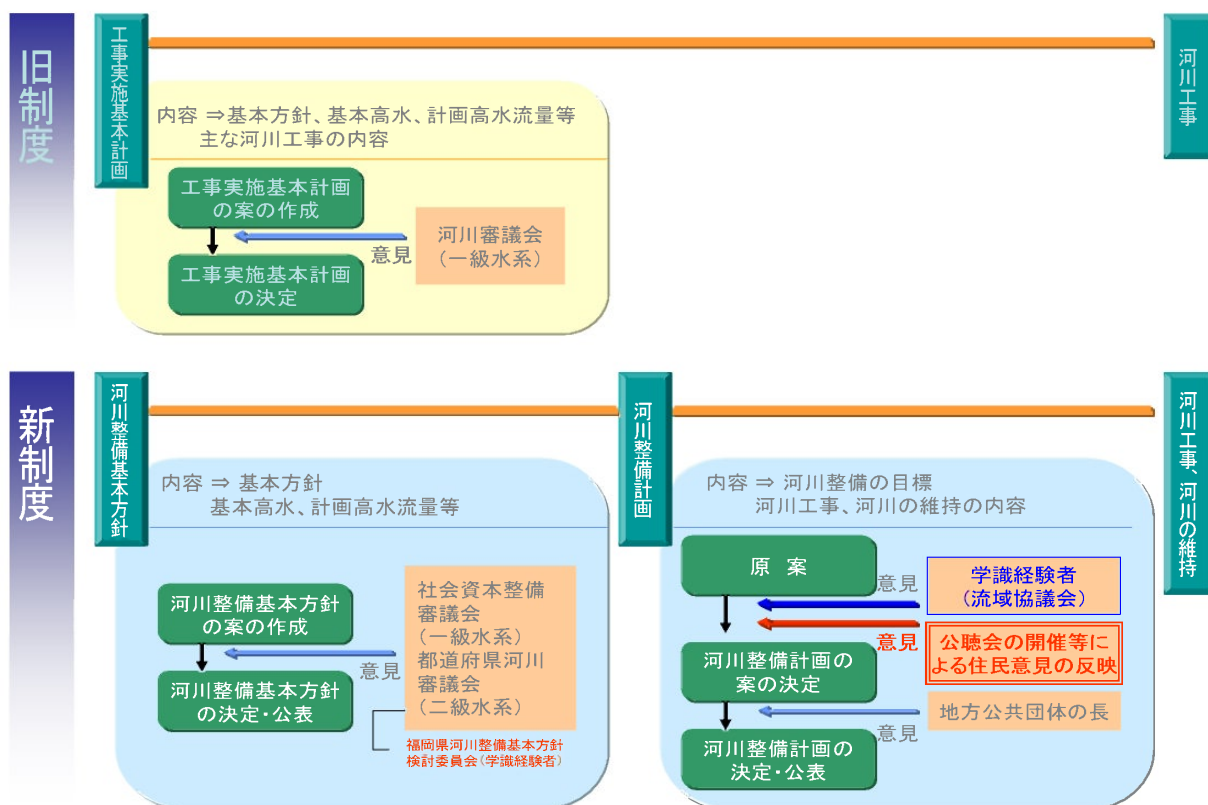 旧制度
工事実施基本計画
内容 ⇒基本方針、基本高水、計画高水流量等
主な河川工事の内容
工事実施基本計画
の案の作成
意見
河川審議会
(一級水系)
工事実施基本計画
の決定
河川工事
新制度
河川整備基本方針
内容 ⇒ 基本方針
基本高水、計画高水流量等
河川整備基本方針
の案の作成
意見
社会資本整備
審議会
(一級水系)
都道府県河川
審議会
(二級水系)
河川整備基本方針
の決定・公表
福岡県河川整備基本方針
検討委員会(学識経験者)
河川整備計画
内容 ⇒ 河川整備の目標
河川工事、河川の維持の内容
原 案
意見
学識経験者
(流域協議会)
意見
公聴会の開催等に
よる住民意見の反映
河川整備計画の
案の決定
意見
地方公共団体の長
河川整備計画の
決定・公表
河川工事、河川の維持